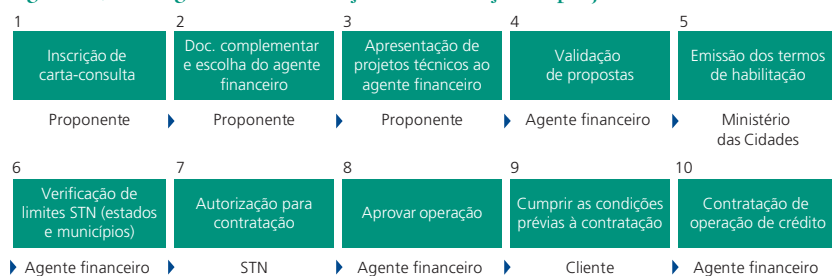 1
Inscrição de
carta-consulta
Proponente
2
Doc. complementar
e escolha do agente
financeiro
Proponente
3
Apresentação de
projetos técnicos ao
agente financeiro
Proponente
4
Validação
de propostas
Agente financeiro
5
Emissão dos termos
de habilitação
Ministério
das Cidades
6
Verificação de
limites STN (estados
e municípios)
Agente financeiro
7
Autorização para
contratação
STN
8
Aprovar operação
Agente financeiro
9
Cumprir as condições
prévias à contratação
Cliente
10
Contratação de
operação de crédito
Agente financeiro